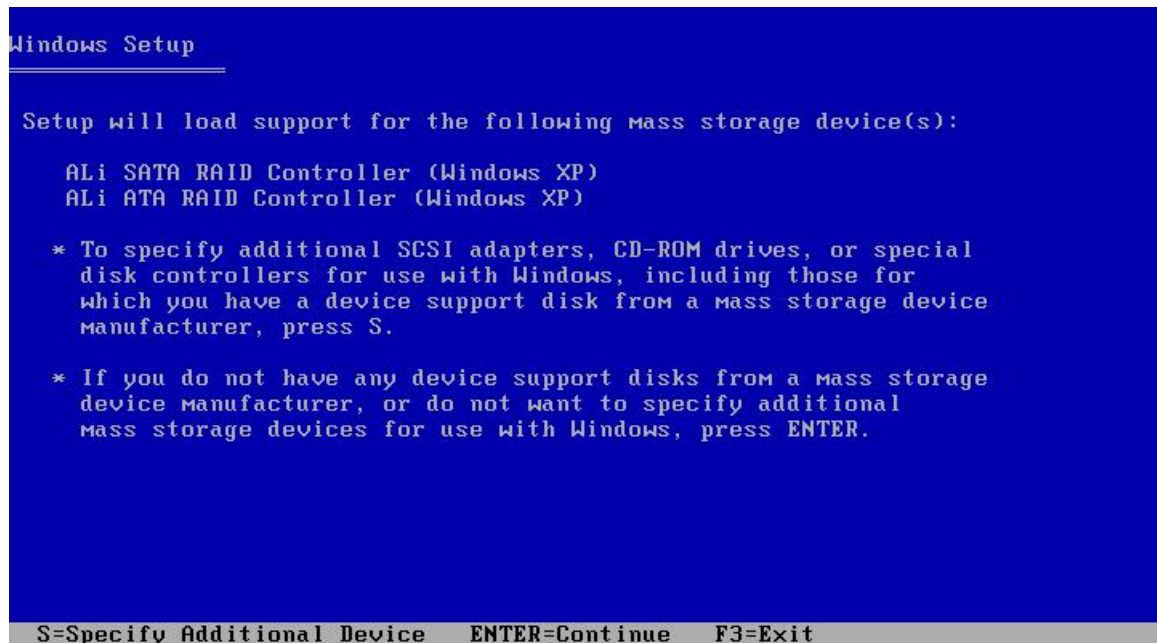 Windows Setup
Setup will load support for the following mass storage device(s):
ALi SATA RAID Controller (Windows XP)
ALi ATA RAID Controller (Windows XP)
* To specify additional SCSI adapters, CD-ROM drives, or special
disk controllers for use with Windows, including those for
which you have a device support disk from a mass storage device
manufacturer, press S.
* If you do not have any device support disks from a mass storage
device manufacturer, or do not want to specify additional
mass storage devices for use with Windows, press ENTER.
S=Specify Additional Device ENTER=Continue F3=Exit